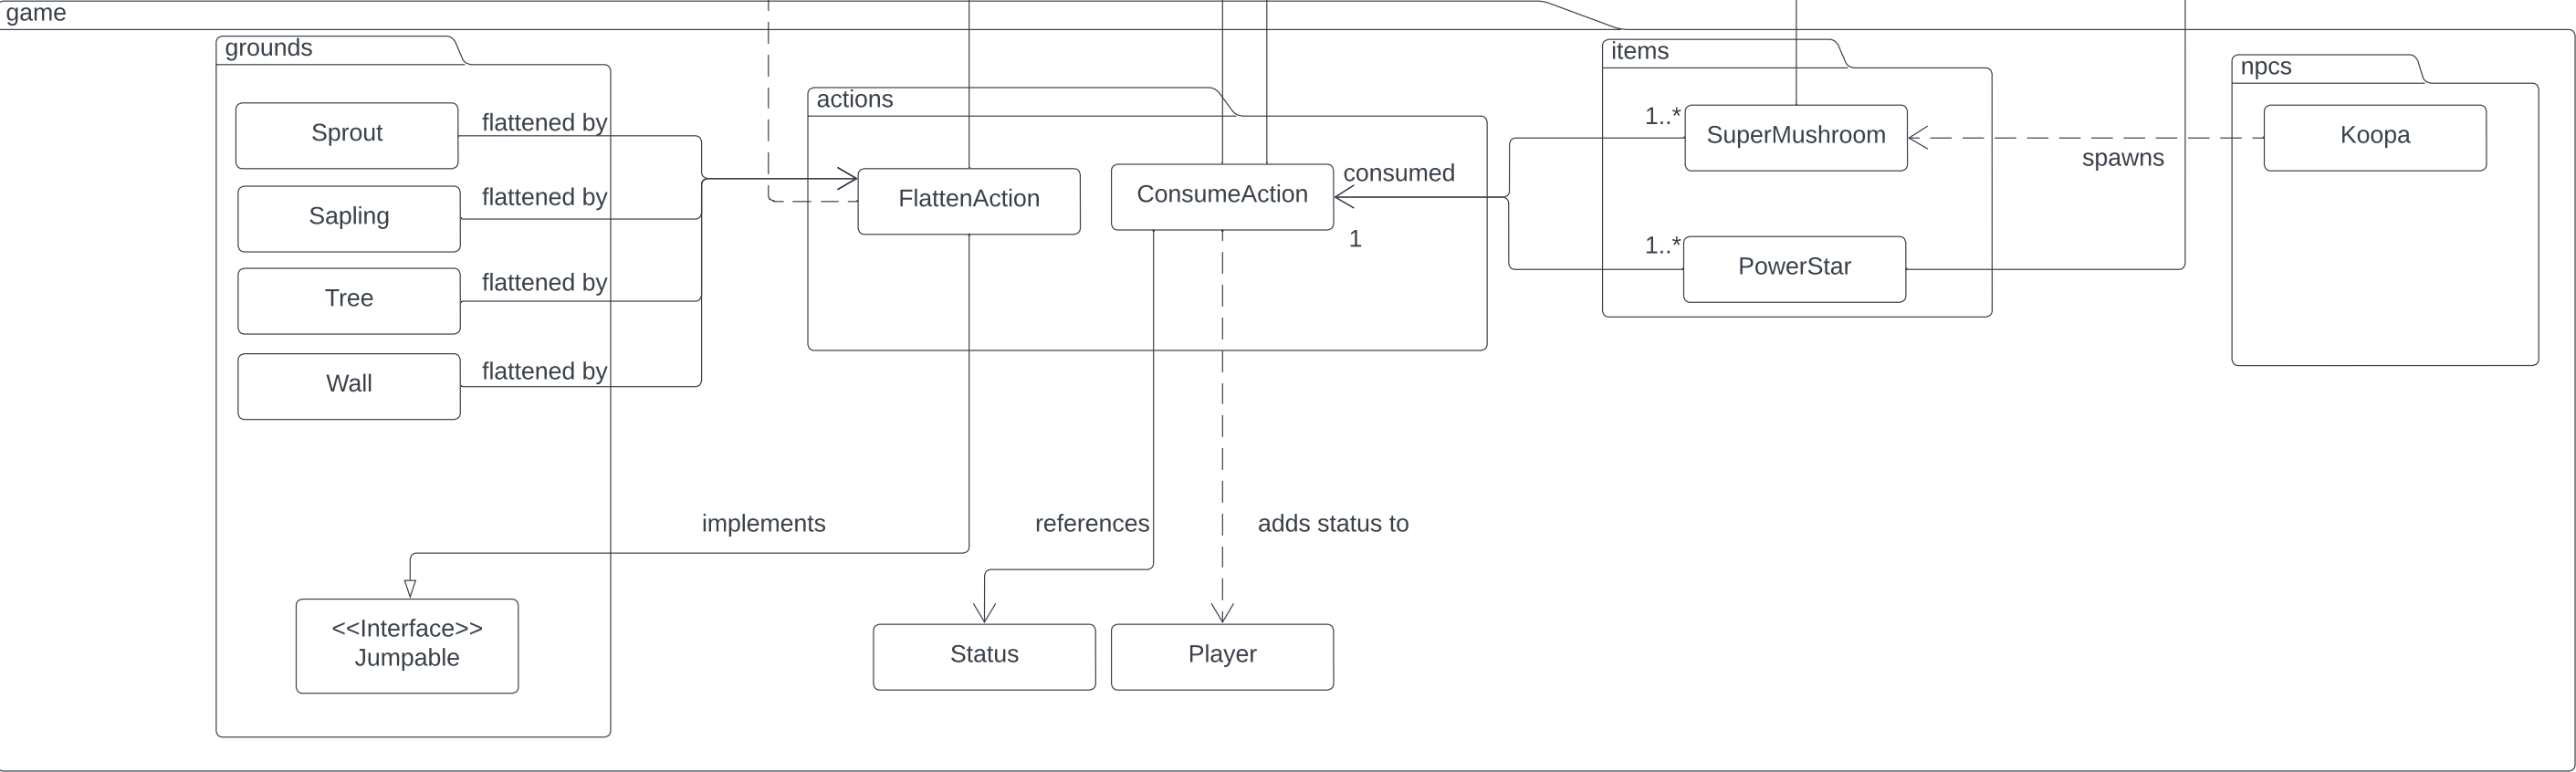 game
grounds
Sprout
flattened by
Sapling
flattened by
Tree
flattened by
Wall
flattened by
implements
<<Interface>>
Jumpable
actions
FlattenAction
ConsumeAction
consumed
1
references
adds status to
Status
Player
items
1..*
SuperMushroom
1..*
PowerStar
spawns
npcs
Koopa